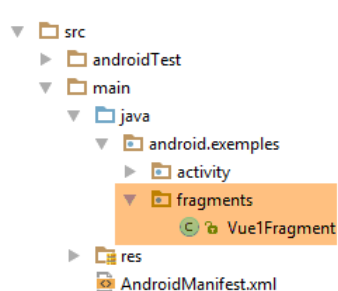 src
androidTest
main
java
android.exemples
activity
fragments
Vue1Fragment
res
AndroidManifest.xml